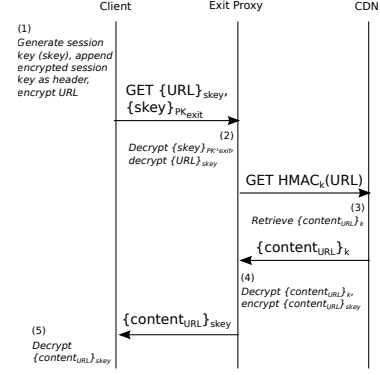 Client Exit Proxy CDN
(1)
Generate session
key (skey), append
encrypted session
key as header,
encrypt URL
GET {URL}skey,
{skey}PKexit
(2)
Decrypt {skey}PK⁻¹exit,
decrypt {URL}skey
GET HMACk(URL)
(3)
Retrieve {contentURL}k
{contentURL}k
(4)
Decrypt {contentURL}k,
encrypt {contentURL}skey
{contentURL}skey
(5)
Decrypt
{contentURL}skey